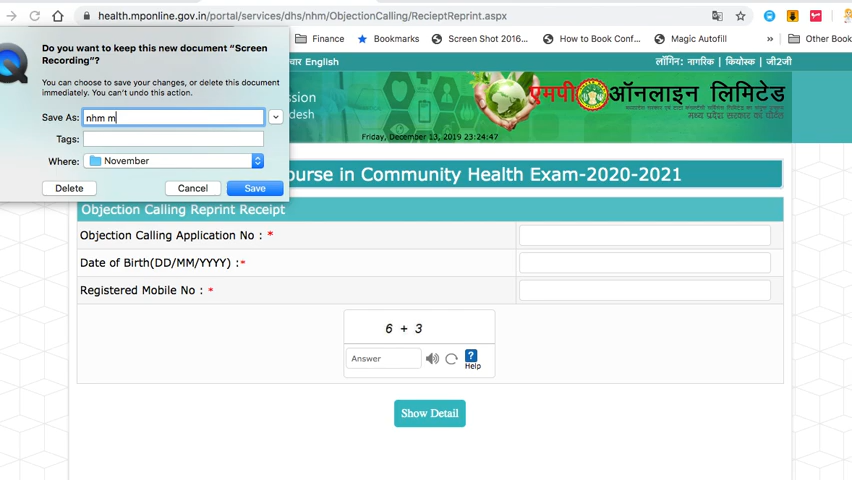 health.mponline.gov.in/portal/services/dhs/nhm/ObjectionCalling/RecieptReprint.aspx
Finance
Bookmarks
Screen Shot 2016...
How to Book Conf...
Magic Autofill
»
Other Book
Do you want to keep this new document “Screen
Recording”?
You can choose to save your changes, or delete this document
immediately. You can’t undo this action.
Save As: nhm m
Tags:
Where: November
Delete
Cancel
Save
चार English
लॉगिन: नागरिक | कियोस्क | जी2जी
ssion
desh
एमपी ऑनलाइन लिमिटेड
Friday, December 13, 2019 23:24:47
ourse in Community Health Exam-2020-2021
Objection Calling Reprint Receipt
Objection Calling Application No : *
Date of Birth(DD/MM/YYYY) :*
Registered Mobile No : *
6 + 3
Answer
? Help
Show Detail